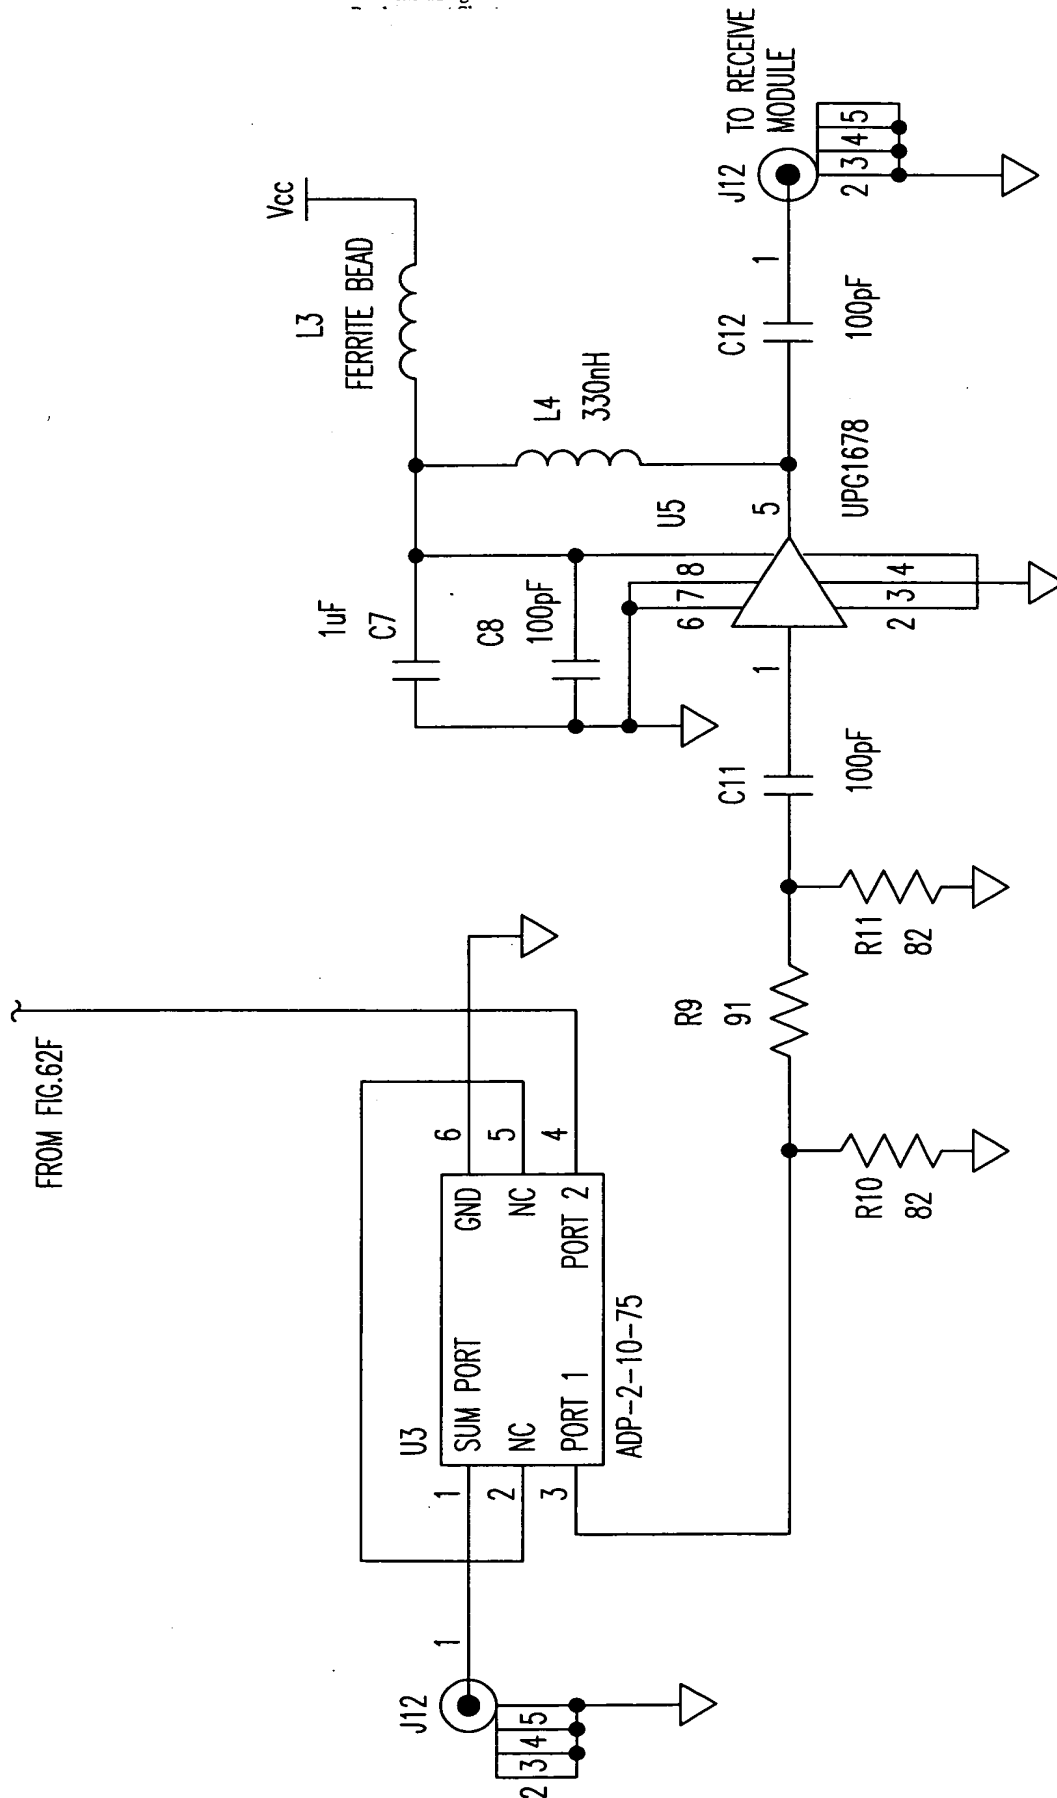 FROM FIG.62F
J12
1
2
3
4
5
U3
1
2
3
SUM PORT
NC
PORT 1
GND
NC
PORT 2
6
5
4
ADP-2-10-75
R10
82
R9
91
R11
82
C11
100pF
1uF
C7
C8
100pF
L3
FERRITE BEAD
Vcc
L4
330nH
U5
UPG1678
1
6
7
8
2
3
4
5
C12
100pF
1
J12
2
3
4
5
TO RECEIVE
MODULE